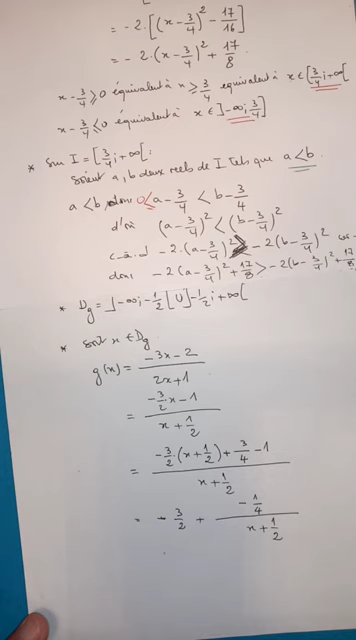 = -2·[(x - 3/4)² - 17/16]
= -2·(x - 3/4)² + 17/8
x - 3/4 ≥ 0 équivalent à x ≥ 3/4 équivalent à x ∈ [3/4; +∞[
x - 3/4 ≤ 0 équivalent à x ∈ ]-∞; 3/4]
* Sur I = [3/4; +∞[ :
Soient a, b deux réels de I tels que a < b.
a < b, donc 0 ≤ a - 3/4 < b - 3/4
d'où (a - 3/4)² < (b - 3/4)²
c-à-d -2·(a - 3/4)² > -2(b - 3/4)²
donc -2(a - 3/4)² + 17/8 > -2(b - 3/4)² + 17/8
* Dg = ]-∞; -1/2[ U ]-1/2; +∞[
* soit x ∈ Dg
g(x) = (-3x - 2)/(2x + 1)
= (-3/2·x - 1)/(x + 1/2)
= (-3/2·(x + 1/2) + 3/4 - 1)/(x + 1/2)
= -3/2 + (-1/4)/(x + 1/2)